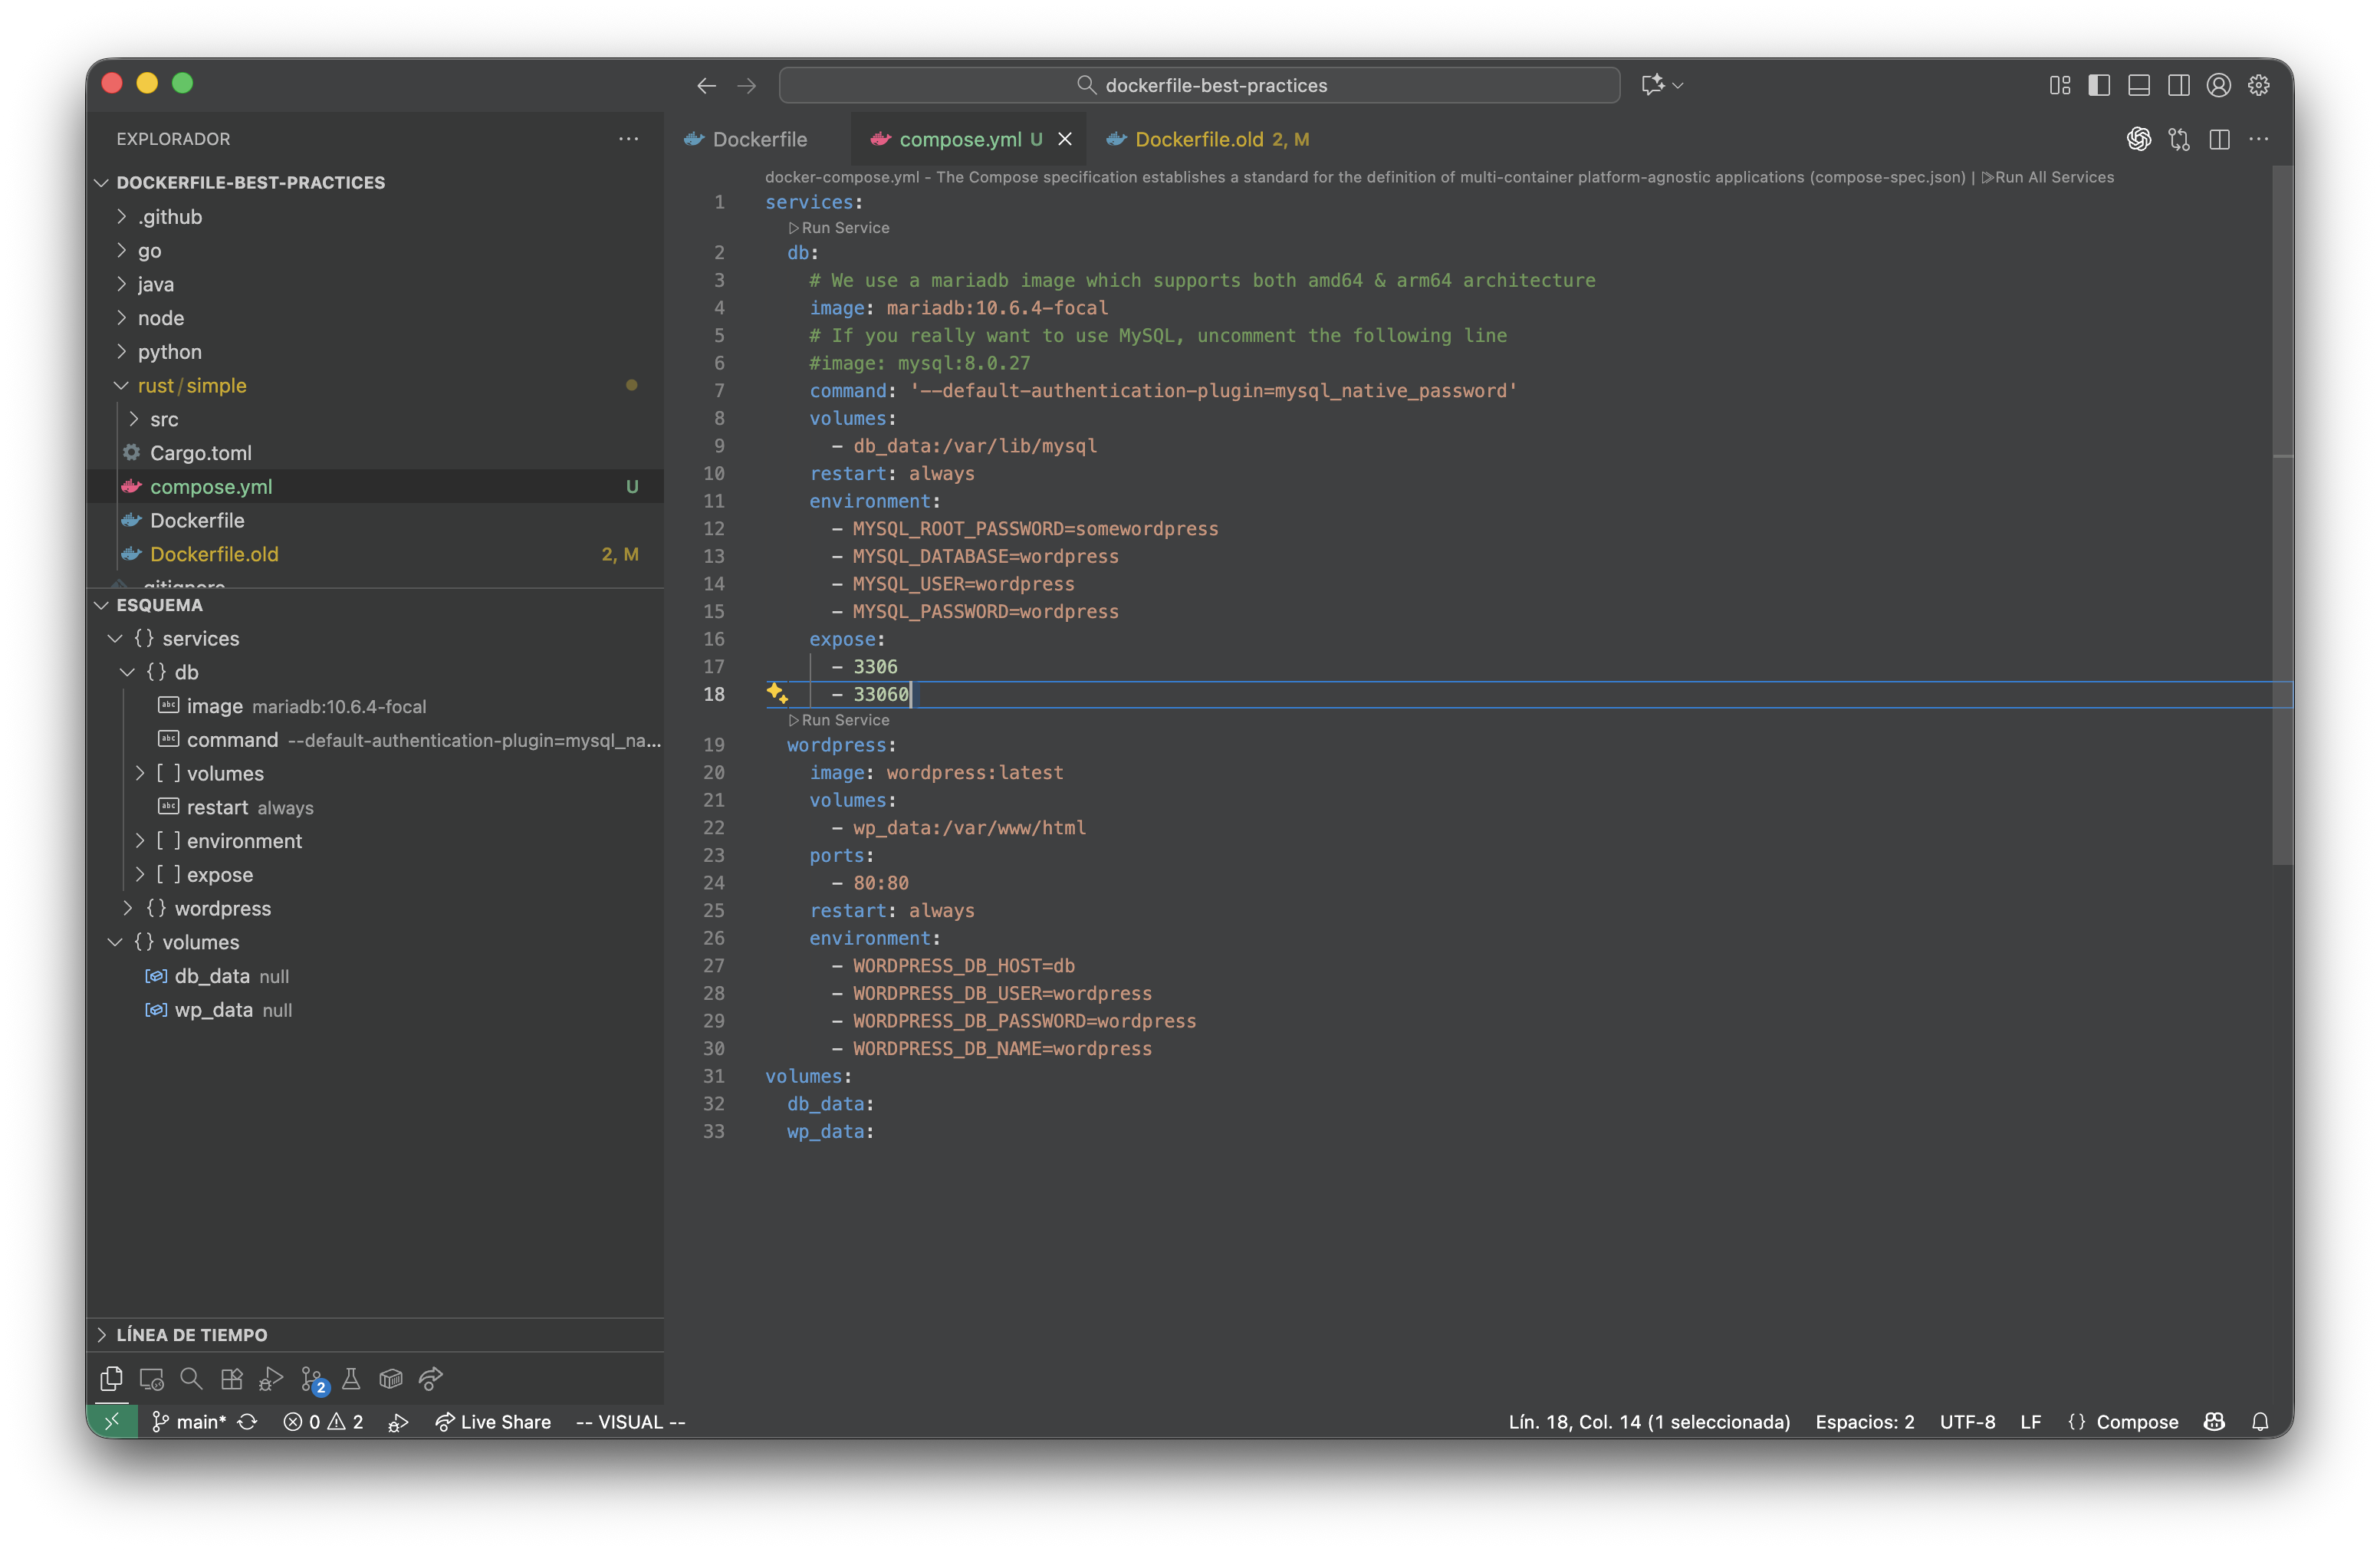 dockerfile-best-practices
EXPLORADOR
DOCKERFILE-BEST-PRACTICES
.github
go
java
node
python
rust/simple
src
Cargo.toml
compose.yml U
Dockerfile
Dockerfile.old 2, M
.gitignore
ESQUEMA
{} services
{} db
abc image mariadb:10.6.4-focal
abc command --default-authentication-plugin=mysql_na...
[ ] volumes
abc restart always
[ ] environment
[ ] expose
{} wordpress
{} volumes
db_data null
wp_data null
LÍNEA DE TIEMPO
2
Dockerfile
compose.yml U
Dockerfile.old 2, M
docker-compose.yml - The Compose specification establishes a standard for the definition of multi-container platform-agnostic applications (compose-spec.json) | ▷Run All Services
1 services:
▷Run Service
2   db:
3     # We use a mariadb image which supports both amd64 & arm64 architecture
4     image: mariadb:10.6.4-focal
5     # If you really want to use MySQL, uncomment the following line
6     #image: mysql:8.0.27
7     command: '--default-authentication-plugin=mysql_native_password'
8     volumes:
9       - db_data:/var/lib/mysql
10     restart: always
11     environment:
12       - MYSQL_ROOT_PASSWORD=somewordpress
13       - MYSQL_DATABASE=wordpress
14       - MYSQL_USER=wordpress
15       - MYSQL_PASSWORD=wordpress
16     expose:
17       - 3306
18       - 33060
▷Run Service
19   wordpress:
20     image: wordpress:latest
21     volumes:
22       - wp_data:/var/www/html
23     ports:
24       - 80:80
25     restart: always
26     environment:
27       - WORDPRESS_DB_HOST=db
28       - WORDPRESS_DB_USER=wordpress
29       - WORDPRESS_DB_PASSWORD=wordpress
30       - WORDPRESS_DB_NAME=wordpress
31 volumes:
32   db_data:
33   wp_data:
main* 0 2 Live Share -- VISUAL -- Lín. 18, Col. 14 (1 seleccionada) Espacios: 2 UTF-8 LF {} Compose